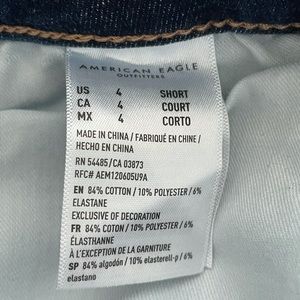 AMERICAN EAGLE
OUTFITTERS
US 4 SHORT
CA 4 COURT
MX 4 CORTO
MADE IN CHINA / FABRIQUÉ EN CHINE /
HECHO EN CHINA
RN 54485/CA 03873
RFC# AEM120605U9A
EN 84% COTTON / 10% POLYESTER / 6%
ELASTANE
EXCLUSIVE OF DECORATION
FR 84% COTON / 10% POLYESTER / 6%
ÉLASTHANNE
À L'EXCEPTION DE LA GARNITURE
SP 84% algodón / 10% elasterell-p / 6%
elastano